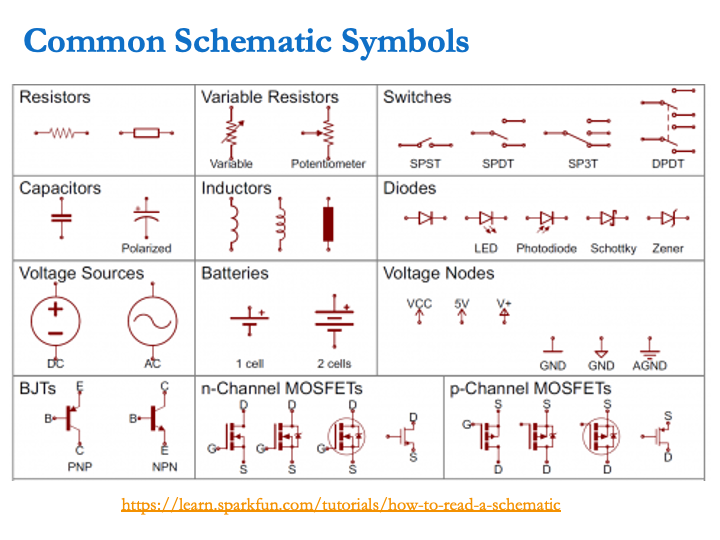 Common Schematic Symbols
Resistors
Variable Resistors
Variable
Potentiometer
Switches
SPST
SPDT
SP3T
DPDT
Capacitors
+
Polarized
Inductors
Diodes
LED
Photodiode
Schottky
Zener
Voltage Sources
DC
AC
Batteries
+
1 cell
+
2 cells
Voltage Nodes
VCC
5V
V+
GND
GND
AGND
BJTs
E
B
C
PNP
C
B
E
NPN
n-Channel MOSFETs
D
D
D
D
G
G
G
S
S
S
S
p-Channel MOSFETs
S
S
S
S
G
D
D
D
D
https://learn.sparkfun.com/tutorials/how-to-read-a-schematic